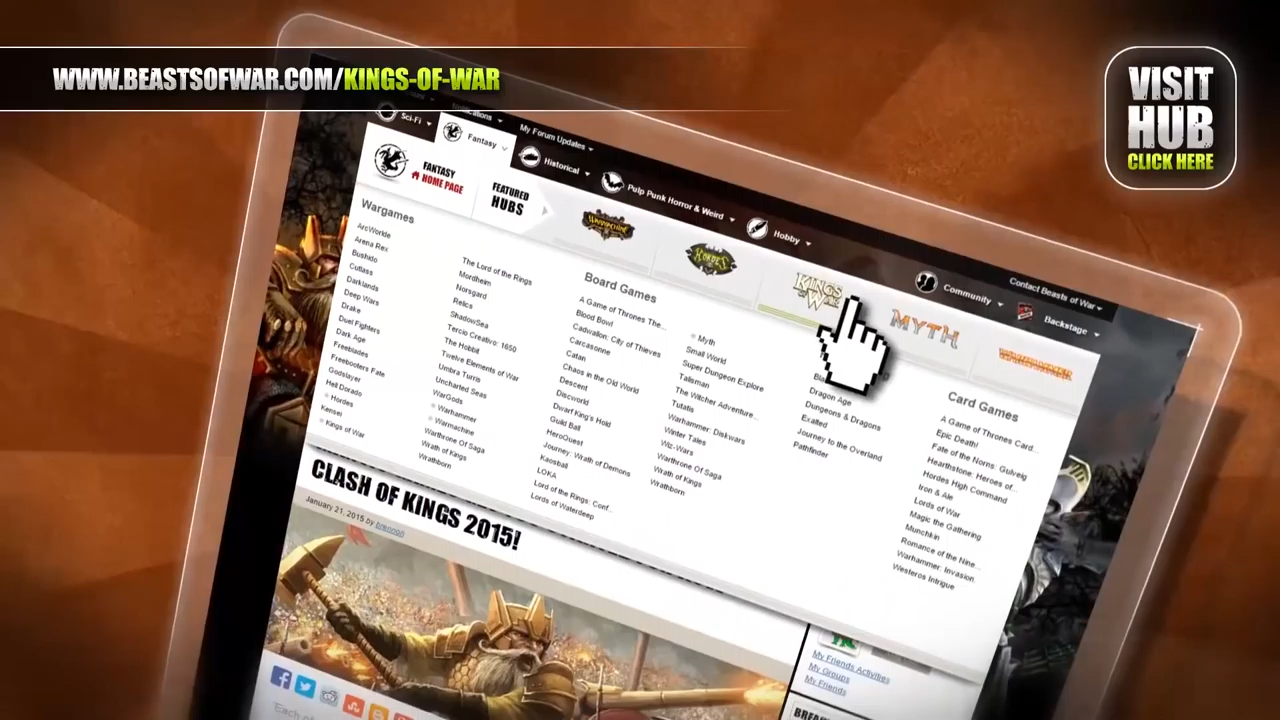 WWW.BEASTSOFWAR.COM/KINGS-OF-WAR
VISIT
HUB
CLICK HERE
My Forum Updates
Sci-Fi
Fantasy
Historical
Pulp Punk Horror & Weird
Hobby
Community
Contact Beasts of War
Backstage
FANTASY
HOME PAGE
FEATURED
HUBS
WARMACHINE
HORDES
KINGS
OF WAR
MYTH
WARHAMMER
Wargames
ArcWorlde
Arena Rex
Bushido
Cutlass
Darklands
Deep Wars
Drake
Duel Fighters
Dark Age
Freeblades
Freebooters Fate
Godslayer
Hell Dorado
Hordes
Kensei
Kings of War
The Lord of the Rings
Mordheim
Norsgard
Relics
ShadowSea
Tercio Creativo: 1650
The Hobbit
Twelve Elements of War
Umbra Turris
Uncharted Seas
WarGods
Warhammer
Warmachine
Warthrone Of Saga
Wrath of Kings
Wrathborn
Board Games
A Game of Thrones The...
Blood Bowl
Cadwallon: City of Thieves
Carcasonne
Catan
Chaos in the Old World
Descent
Discworld
Dwarf King's Hold
Guild Ball
HeroQuest
Journey: Wrath of Demons
Kaosball
LOKA
Lord of the Rings: Conf...
Lords of Waterdeep
Myth
Small World
Super Dungeon Explore
Talisman
The Witcher Adventure...
Tutatis
Warhammer: Diskwars
Winter Tales
Wiz-Wars
Warthrone Of Saga
Wrath of Kings
Wrathborn
Dragon Age
Dungeons & Dragons
Exalted
Journey to the Overland
Pathfinder
Card Games
A Game of Thrones Card...
Epic Death!
Fate of the Norns: Gulveig
Hearthstone: Heroes of...
Hordes High Command
Iron & Ale
Lords of War
Magic the Gathering
Munchkin
Romance of the Nine...
Warhammer: Invasion
Westeros Intrigue
CLASH OF KINGS 2015!
January 21, 2015 by brennon
My Friends Activities
My Groups
My Friends